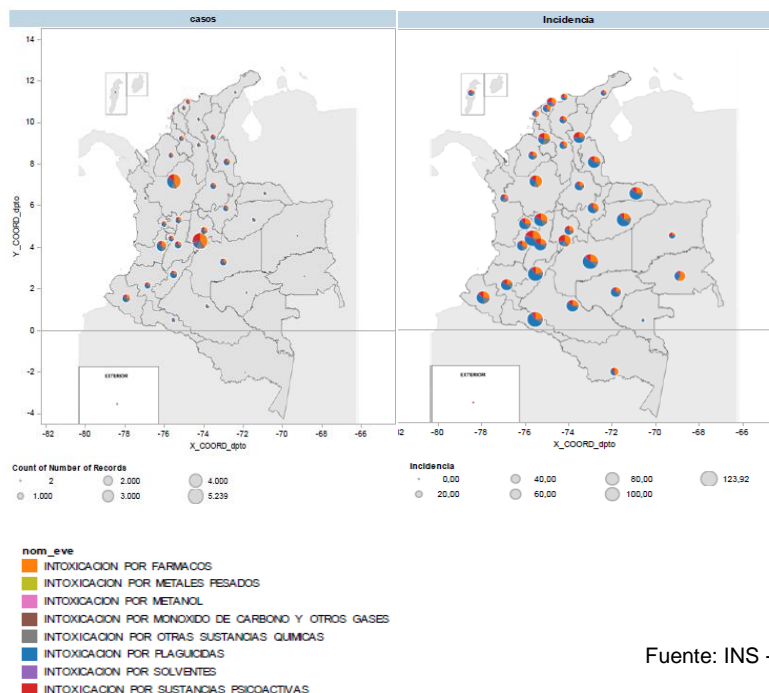 casos
Incidencia
14
12
10
8
6
4
2
0
-2
-4
Y_COORD_dpto
EXTERIOR
EXTERIOR
-82 -80 -78 -76 -74 -72 -70 -68 -66
X_COORD_dpto
82 -80 -78 -76 -74 -72 -70 -68 -66
X_COORD_dpto
Count of Number of Records
2 2.000 4.000
1.000 3.000 5.239
Incidencia
0,00 40,00 80,00 123,92
20,00 60,00 100,00
nom_eve
INTOXICACION POR FARMACOS
INTOXICACION POR METALES PESADOS
INTOXICACION POR METANOL
INTOXICACION POR MONOXIDO DE CARBONO Y OTROS GASES
INTOXICACION POR OTRAS SUSTANCIAS QUIMICAS
INTOXICACION POR PLAGUICIDAS
INTOXICACION POR SOLVENTES
INTOXICACION POR SUSTANCIAS PSICOACTIVAS
Fuente: INS -